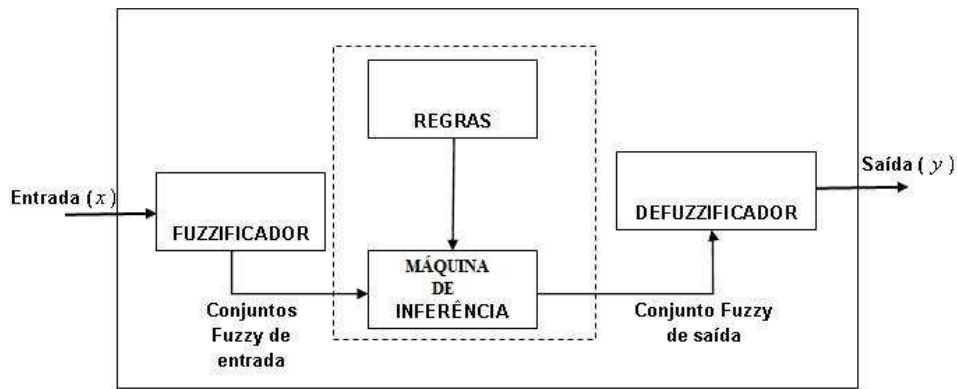 Entrada (x)
FUZZIFICADOR
Conjuntos
Fuzzy de
entrada
REGRAS
MÁQUINA
DE
INFERÊNCIA
Conjunto Fuzzy
de saída
DEFUZZIFICADOR
Saída (y)